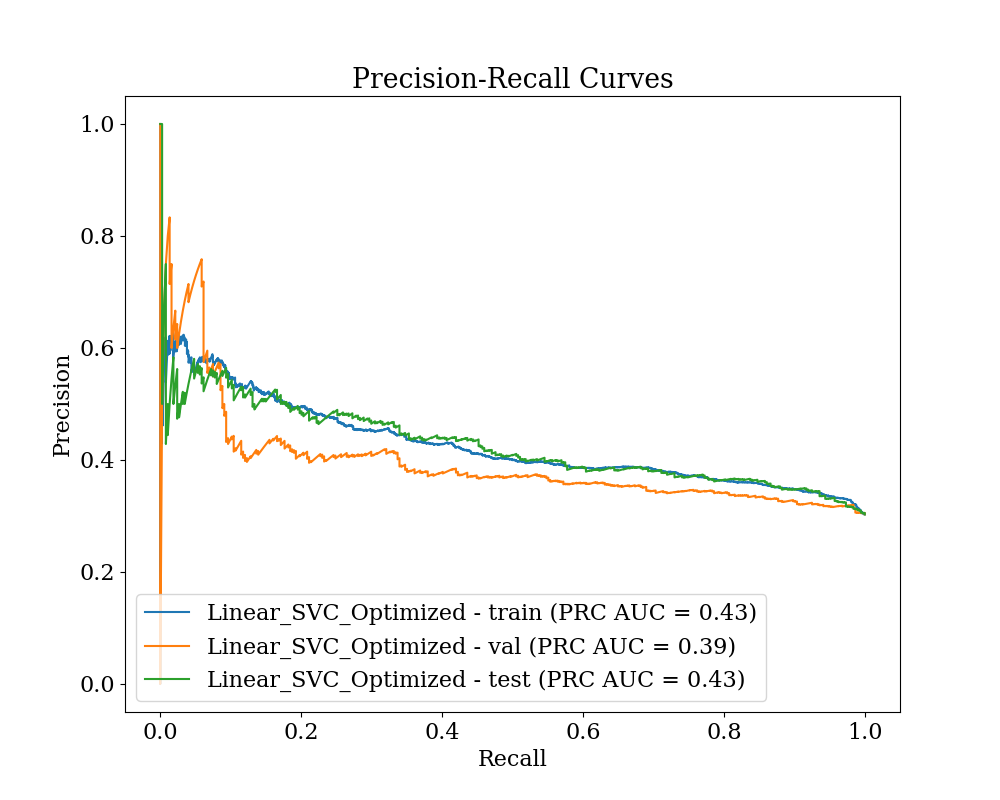 Precision-Recall Curves
1.0
0.8
0.6
0.4
0.2
0.0
Precision
Linear_SVC_Optimized - train (PRC AUC = 0.43)
Linear_SVC_Optimized - val (PRC AUC = 0.39)
Linear_SVC_Optimized - test (PRC AUC = 0.43)
0.0 0.2 0.4 0.6 0.8 1.0
Recall